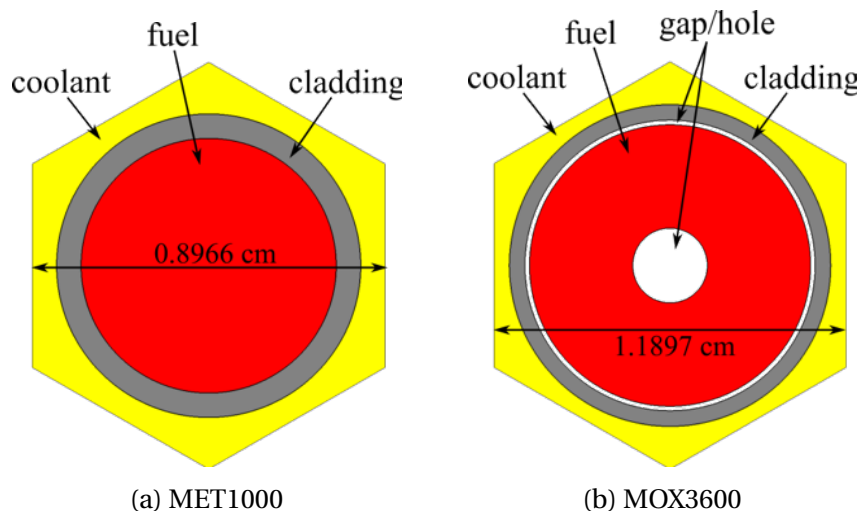 fuel
coolant
cladding
0.8966 cm
(a) MET1000
gap/hole
fuel
coolant
cladding
1.1897 cm
(b) MOX3600